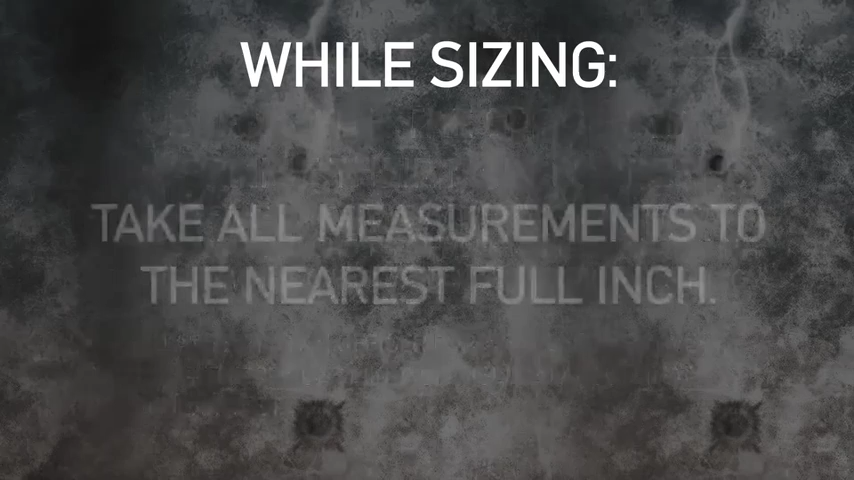 WHILE SIZING:
TAKE ALL MEASUREMENTS TO
THE NEAREST FULL INCH.